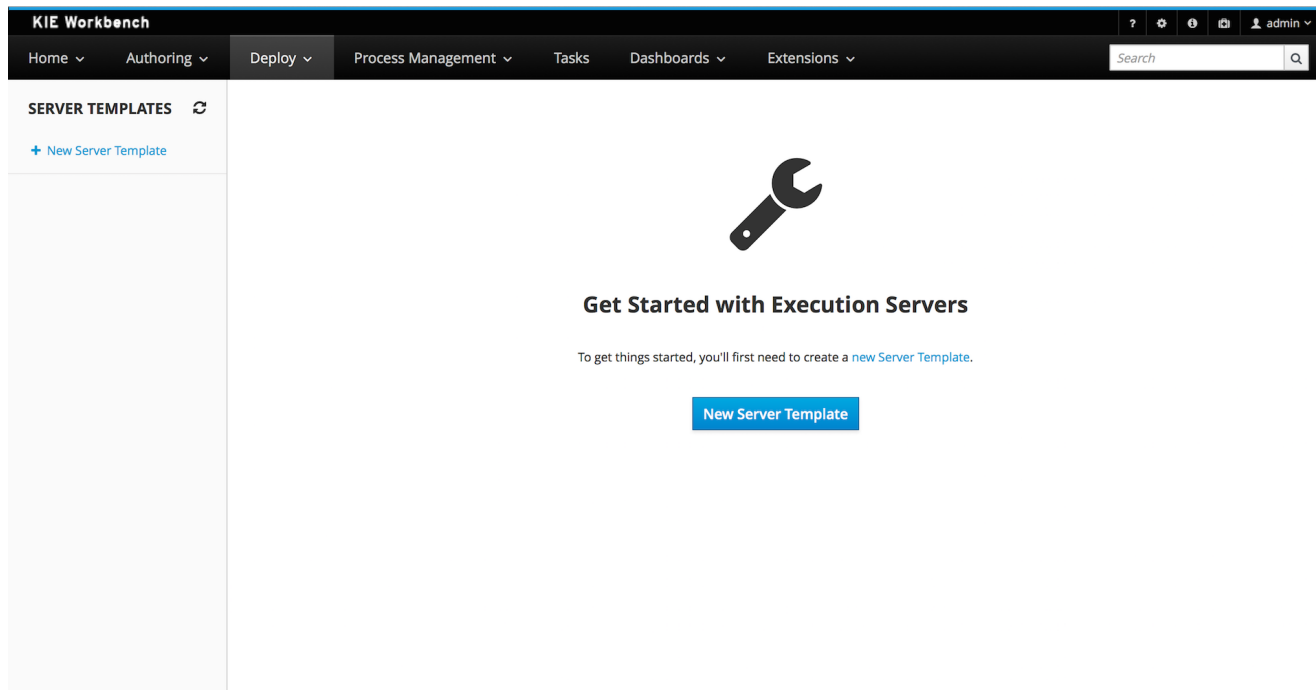 KIE Workbench
? admin
Home Authoring Deploy Process Management Tasks Dashboards Extensions Search
SERVER TEMPLATES
+ New Server Template
Get Started with Execution Servers
To get things started, you'll first need to create a new Server Template.
New Server Template